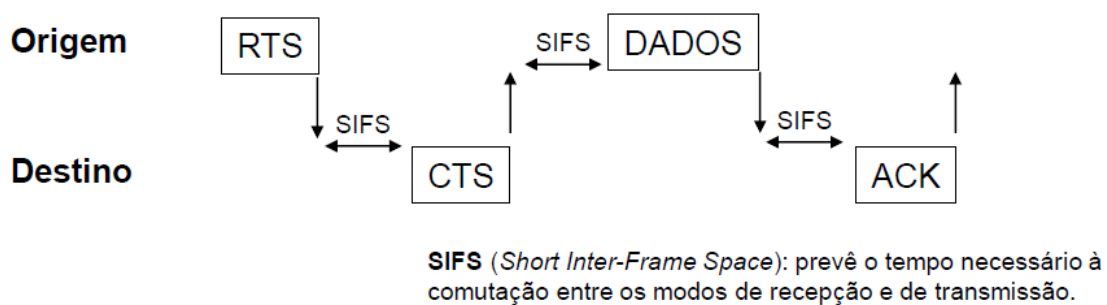 Origem
RTS
SIFS
DADOS
SIFS
SIFS
Destino
CTS
ACK
SIFS (Short Inter-Frame Space): prevê o tempo necessário à
comutação entre os modos de recepção e de transmissão.